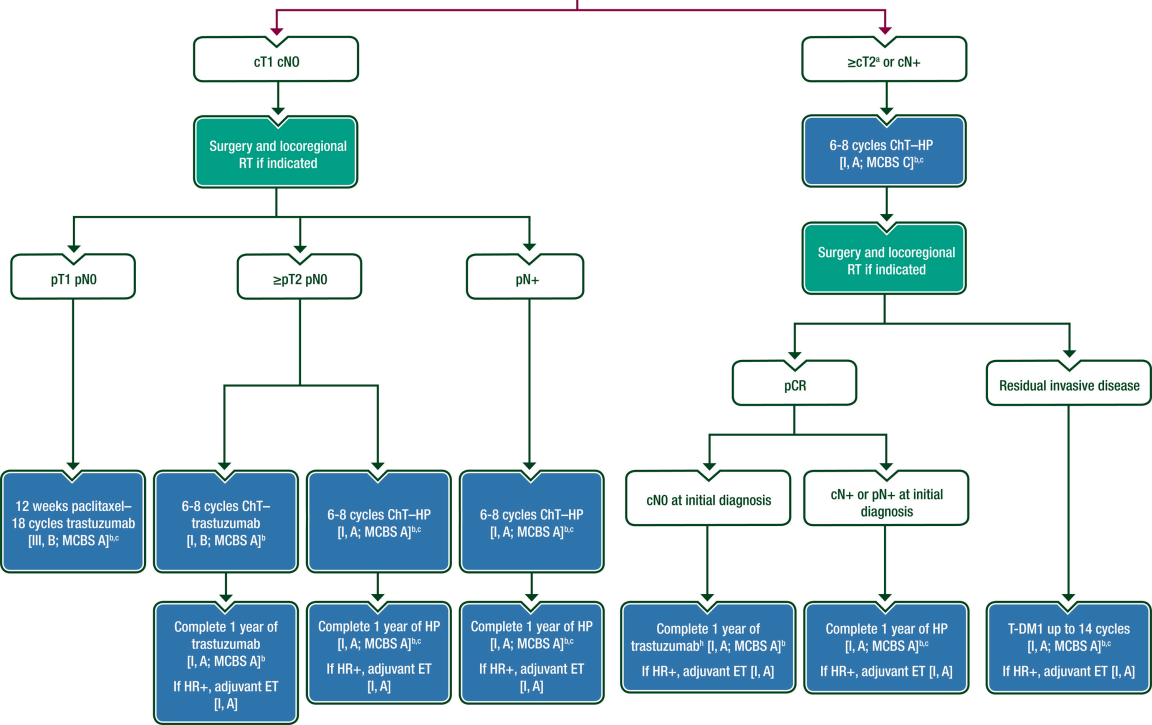 cT1 cN0
≥cT2ᵃ or cN+
Surgery and locoregional
RT if indicated
6-8 cycles ChT–HP
[I, A; MCBS C]ᵇ,ᶜ
Surgery and locoregional
RT if indicated
pT1 pN0
≥pT2 pN0
pN+
pCR
Residual invasive disease
cN0 at initial diagnosis
cN+ or pN+ at initial
diagnosis
12 weeks paclitaxel–
18 cycles trastuzumab
[III, B; MCBS A]ᵇ,ᶜ
6-8 cycles ChT–
trastuzumab
[I, B; MCBS A]ᵇ
6-8 cycles ChT–HP
[I, A; MCBS A]ᵇ,ᶜ
6-8 cycles ChT–HP
[I, A; MCBS A]ᵇ,ᶜ
Complete 1 year of
trastuzumab
[I, A; MCBS A]ᵇ
If HR+, adjuvant ET
[I, A]
Complete 1 year of HP
[I, A; MCBS A]ᵇ,ᶜ
If HR+, adjuvant ET
[I, A]
Complete 1 year of HP
[I, A; MCBS A]ᵇ,ᶜ
If HR+, adjuvant ET
[I, A]
Complete 1 year of
trastuzumabʰ [I, A; MCBS A]ᵇ
If HR+, adjuvant ET [I, A]
Complete 1 year of HP
[I, A; MCBS A]ᵇ,ᶜ
If HR+, adjuvant ET [I, A]
T-DM1 up to 14 cycles
[I, A; MCBS A]ᵇ,ᶜ
If HR+, adjuvant ET [I, A]